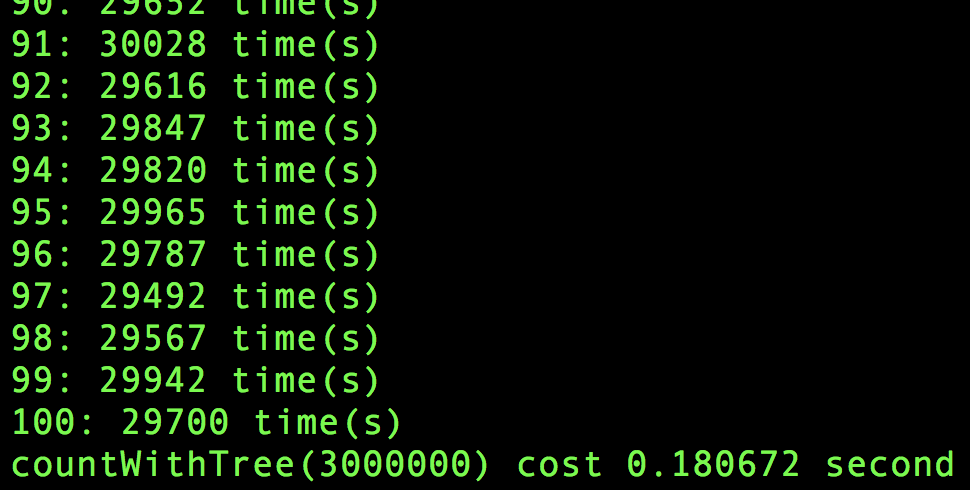 90: 29652 time(s)
91: 30028 time(s)
92: 29616 time(s)
93: 29847 time(s)
94: 29820 time(s)
95: 29965 time(s)
96: 29787 time(s)
97: 29492 time(s)
98: 29567 time(s)
99: 29942 time(s)
100: 29700 time(s)
countWithTree(3000000) cost 0.180672 second